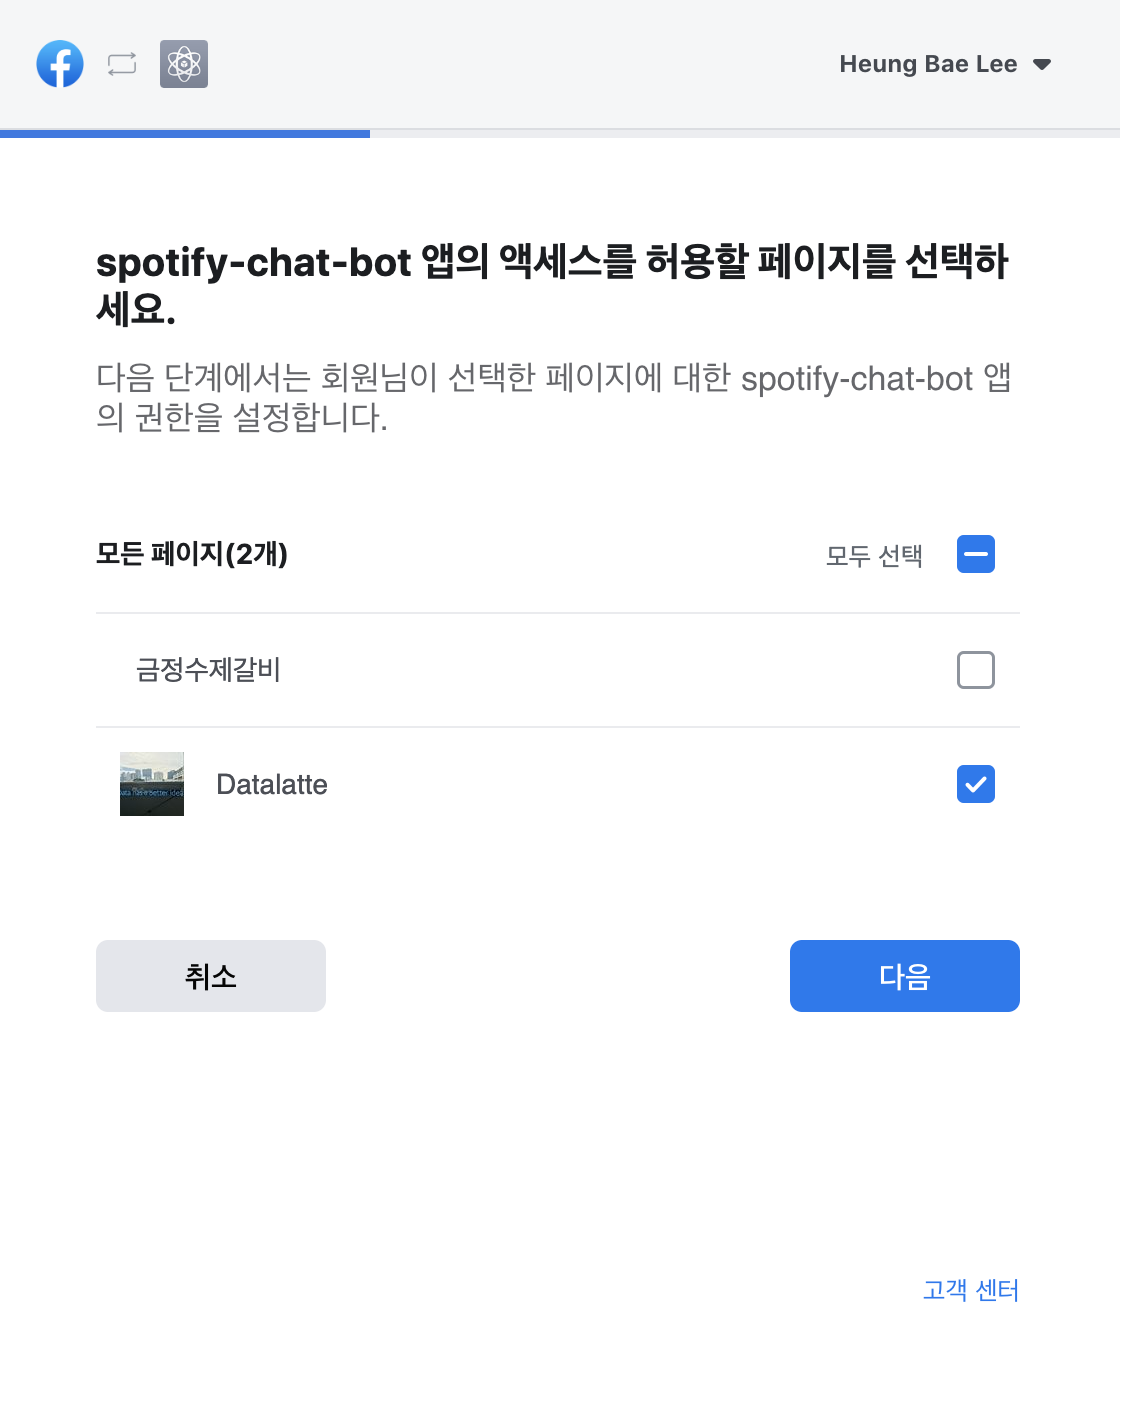 Heung Bae Lee
spotify-chat-bot 앱의 액세스를 허용할 페이지를 선택하
세요.
다음 단계에서는 회원님이 선택한 페이지에 대한 spotify-chat-bot 앱
의 권한을 설정합니다.
모든 페이지(2개)
모두 선택
금정수제갈비
data has a better idea
Datalatte
취소
다음
고객 센터